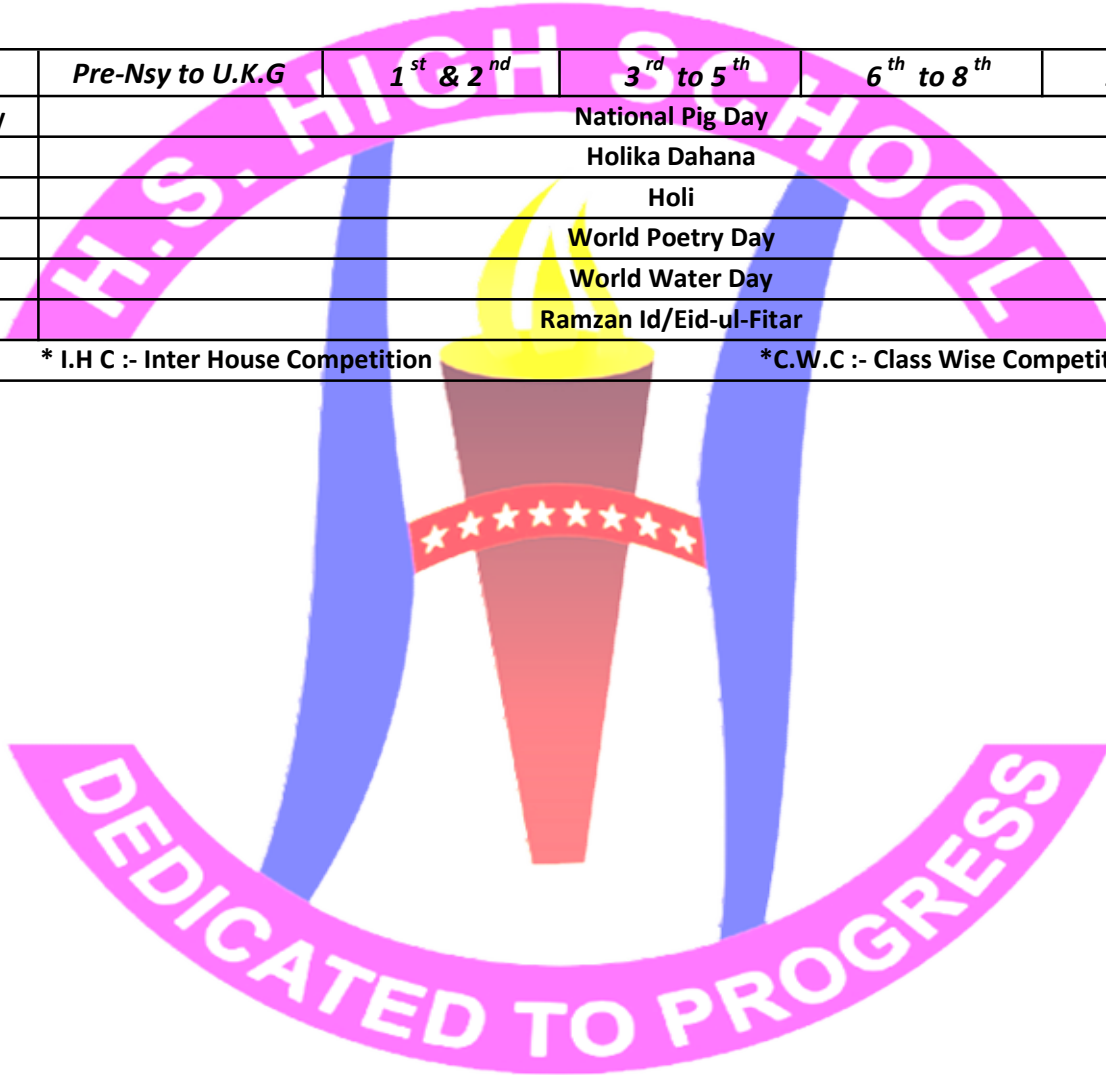 H.S. HIGH SCHOOL
Pre-Nsy to U.K.G 1st & 2nd 3rd to 5th 6th to 8th
National Pig Day
Holika Dahana
Holi
World Poetry Day
World Water Day
Ramzan Id/Eid-ul-Fitar
* I.H C :- Inter House Competition *C.W.C :- Class Wise Competit
DEDICATED TO PROGRESS